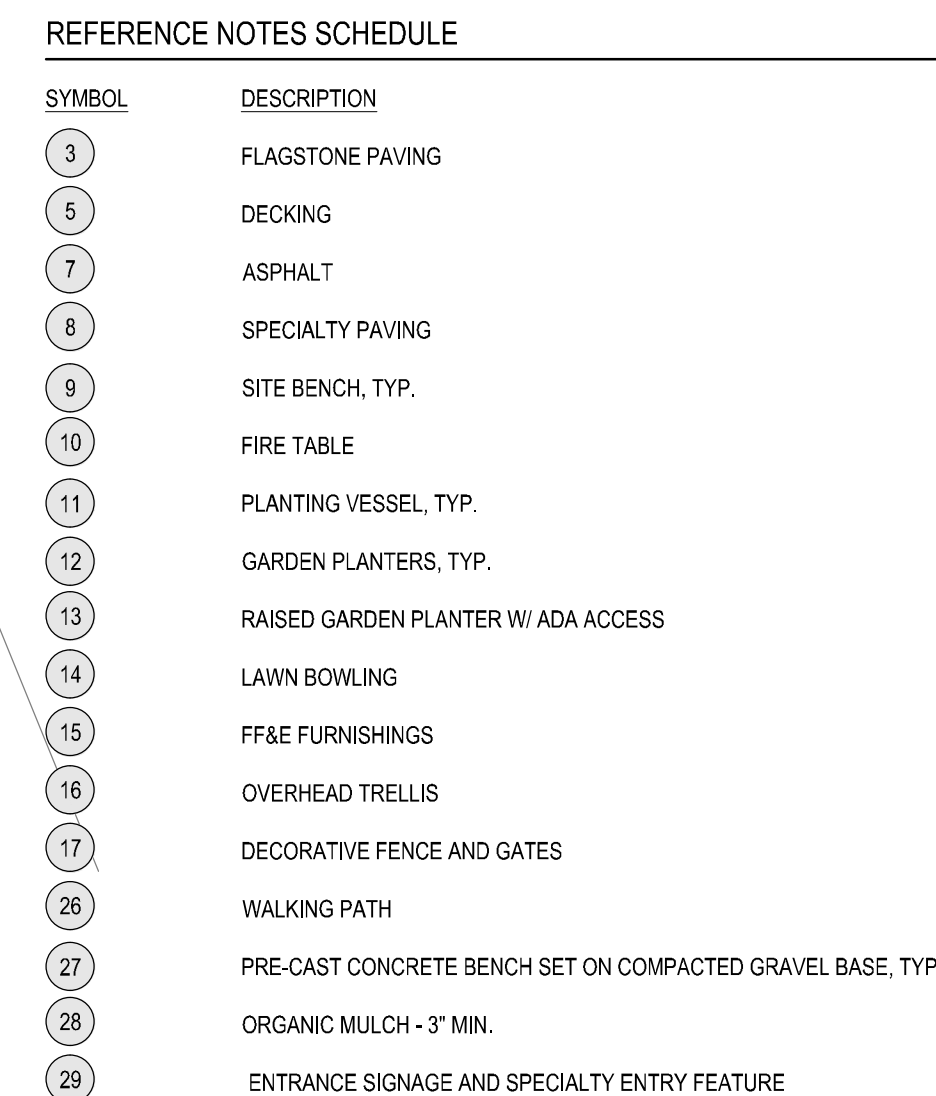 REFERENCE NOTES SCHEDULE
SYMBOL DESCRIPTION
3 FLAGSTONE PAVING
5 DECKING
7 ASPHALT
8 SPECIALTY PAVING
9 SITE BENCH, TYP.
10 FIRE TABLE
11 PLANTING VESSEL, TYP.
12 GARDEN PLANTERS, TYP.
13 RAISED GARDEN PLANTER W/ ADA ACCESS
14 LAWN BOWLING
15 FF&E FURNISHINGS
16 OVERHEAD TRELLIS
17 DECORATIVE FENCE AND GATES
26 WALKING PATH
27 PRE-CAST CONCRETE BENCH SET ON COMPACTED GRAVEL BASE, TYP
28 ORGANIC MULCH - 3" MIN.
29 ENTRANCE SIGNAGE AND SPECIALTY ENTRY FEATURE